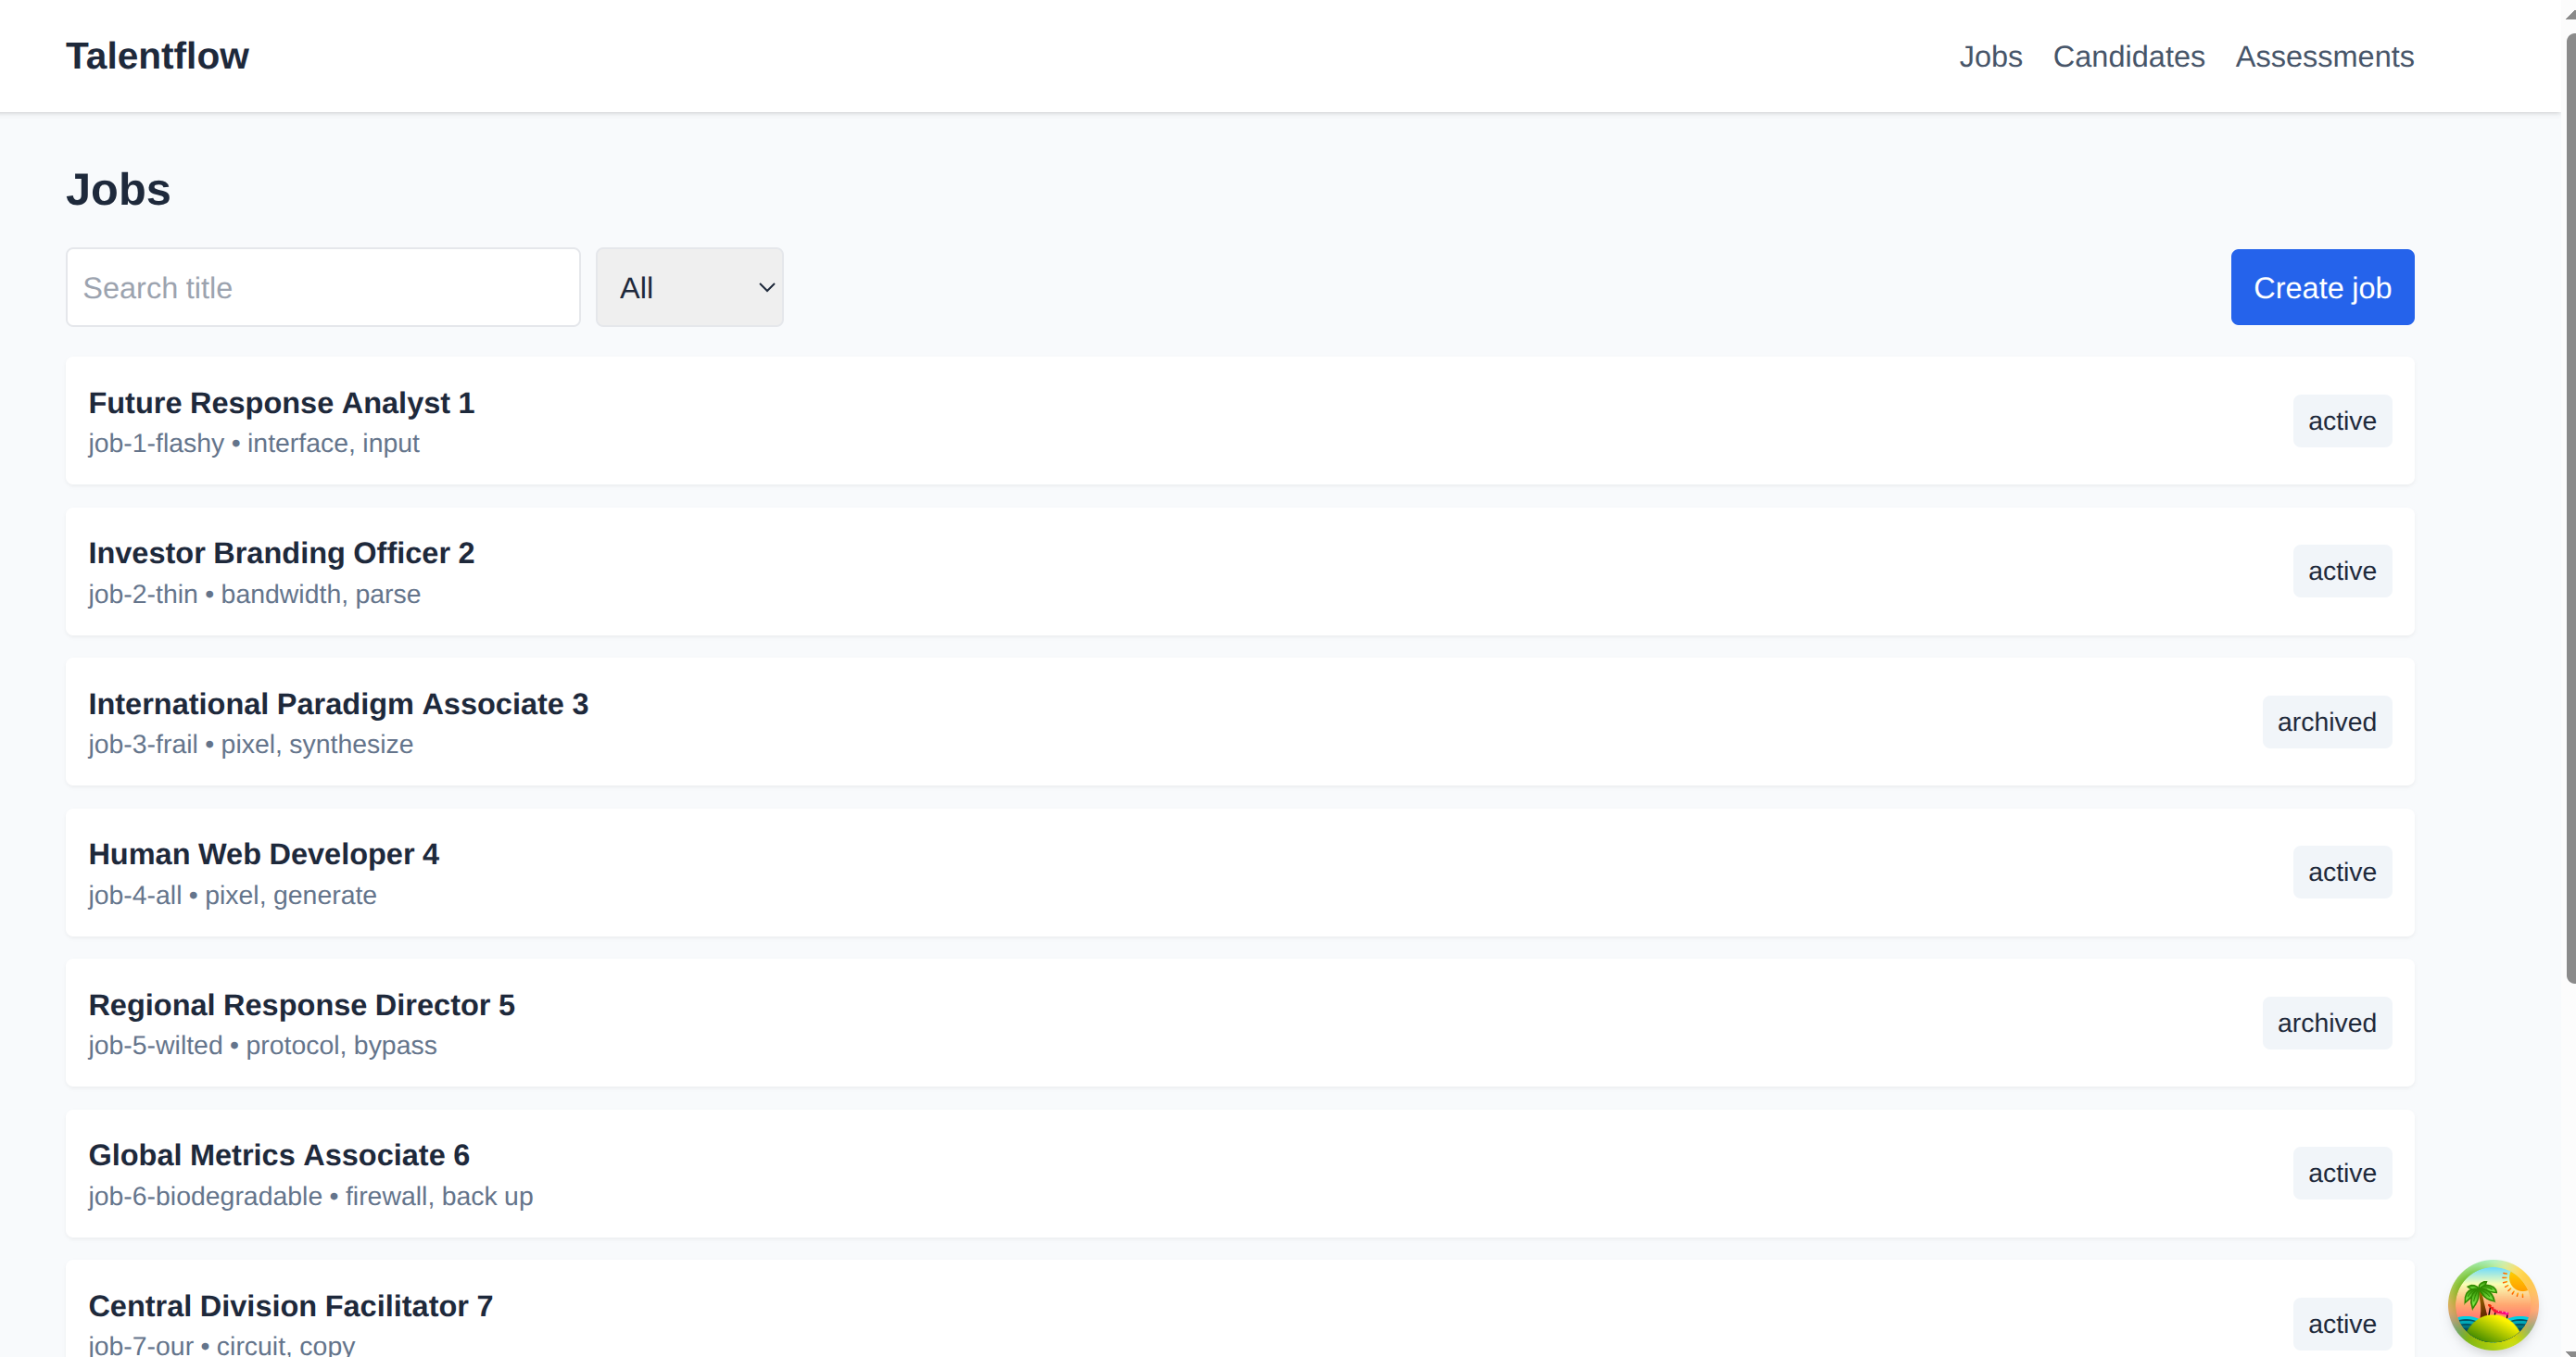 Talentflow
Jobs Candidates Assessments
Jobs
Search title
All
Create job
Future Response Analyst 1
job-1-flashy • interface, input
active
Investor Branding Officer 2
job-2-thin • bandwidth, parse
active
International Paradigm Associate 3
job-3-frail • pixel, synthesize
archived
Human Web Developer 4
job-4-all • pixel, generate
active
Regional Response Director 5
job-5-wilted • protocol, bypass
archived
Global Metrics Associate 6
job-6-biodegradable • firewall, back up
active
Central Division Facilitator 7
job-7-our • circuit, copy
active